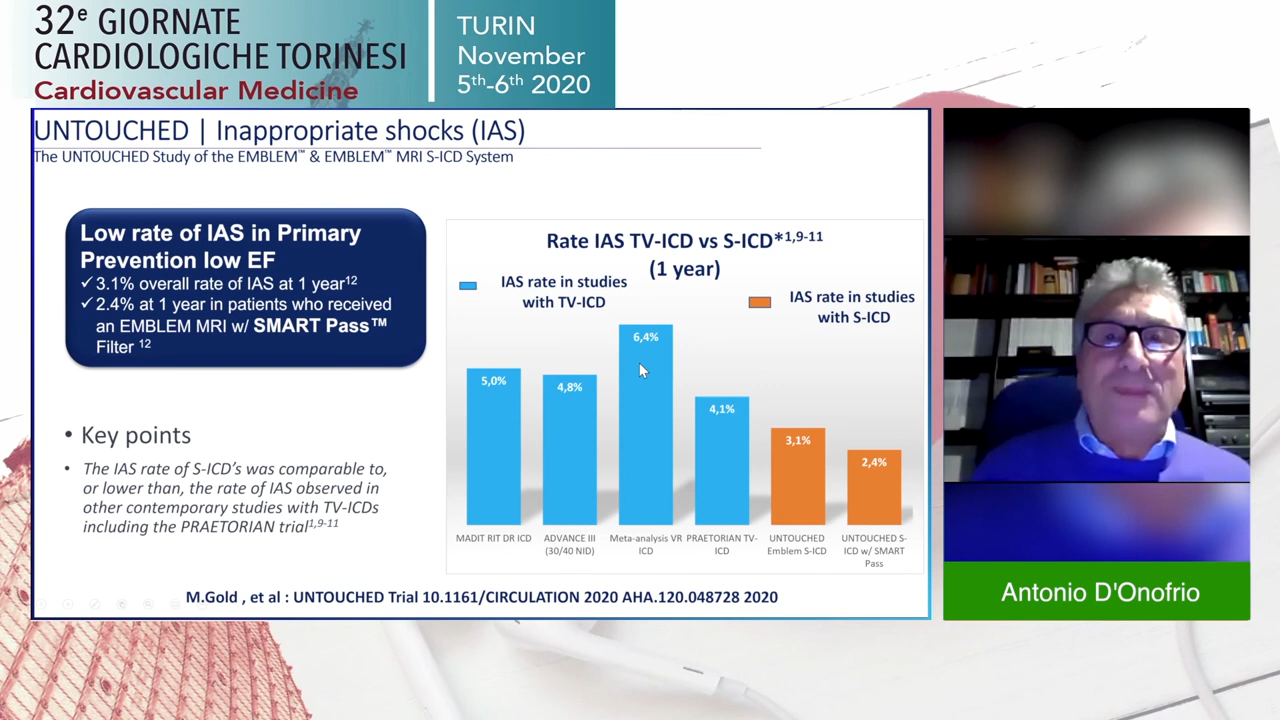 32e GIORNATE
CARDIOLOGICHE TORINESI
Cardiovascular Medicine
TURIN
November
5th-6th 2020
UNTOUCHED | Inappropriate shocks (IAS)
The UNTOUCHED Study of the EMBLEM™ & EMBLEM™ MRI S-ICD System
Low rate of IAS in Primary
Prevention low EF
✓ 3.1% overall rate of IAS at 1 year12
✓ 2.4% at 1 year in patients who received
an EMBLEM MRI w/ SMART Pass™
Filter 12
• Key points
• The IAS rate of S-ICD's was comparable to,
or lower than, the rate of IAS observed in
other contemporary studies with TV-ICDs
including the PRAETORIAN trial1,9-11
Rate IAS TV-ICD vs S-ICD*1,9-11
(1 year)
IAS rate in studies
with TV-ICD
IAS rate in studies
with S-ICD
5,0%
4,8%
6,4%
4,1%
3,1%
2,4%
MADIT RIT DR ICD
ADVANCE III
(30/40 NID)
Meta-analysis VR
ICD
PRAETORIAN TV-
ICD
UNTOUCHED
Emblem S-ICD
UNTOUCHED S-
ICD w/ SMART
Pass
M.Gold , et al : UNTOUCHED Trial 10.1161/CIRCULATION 2020 AHA.120.048728 2020
Antonio D'Onofrio